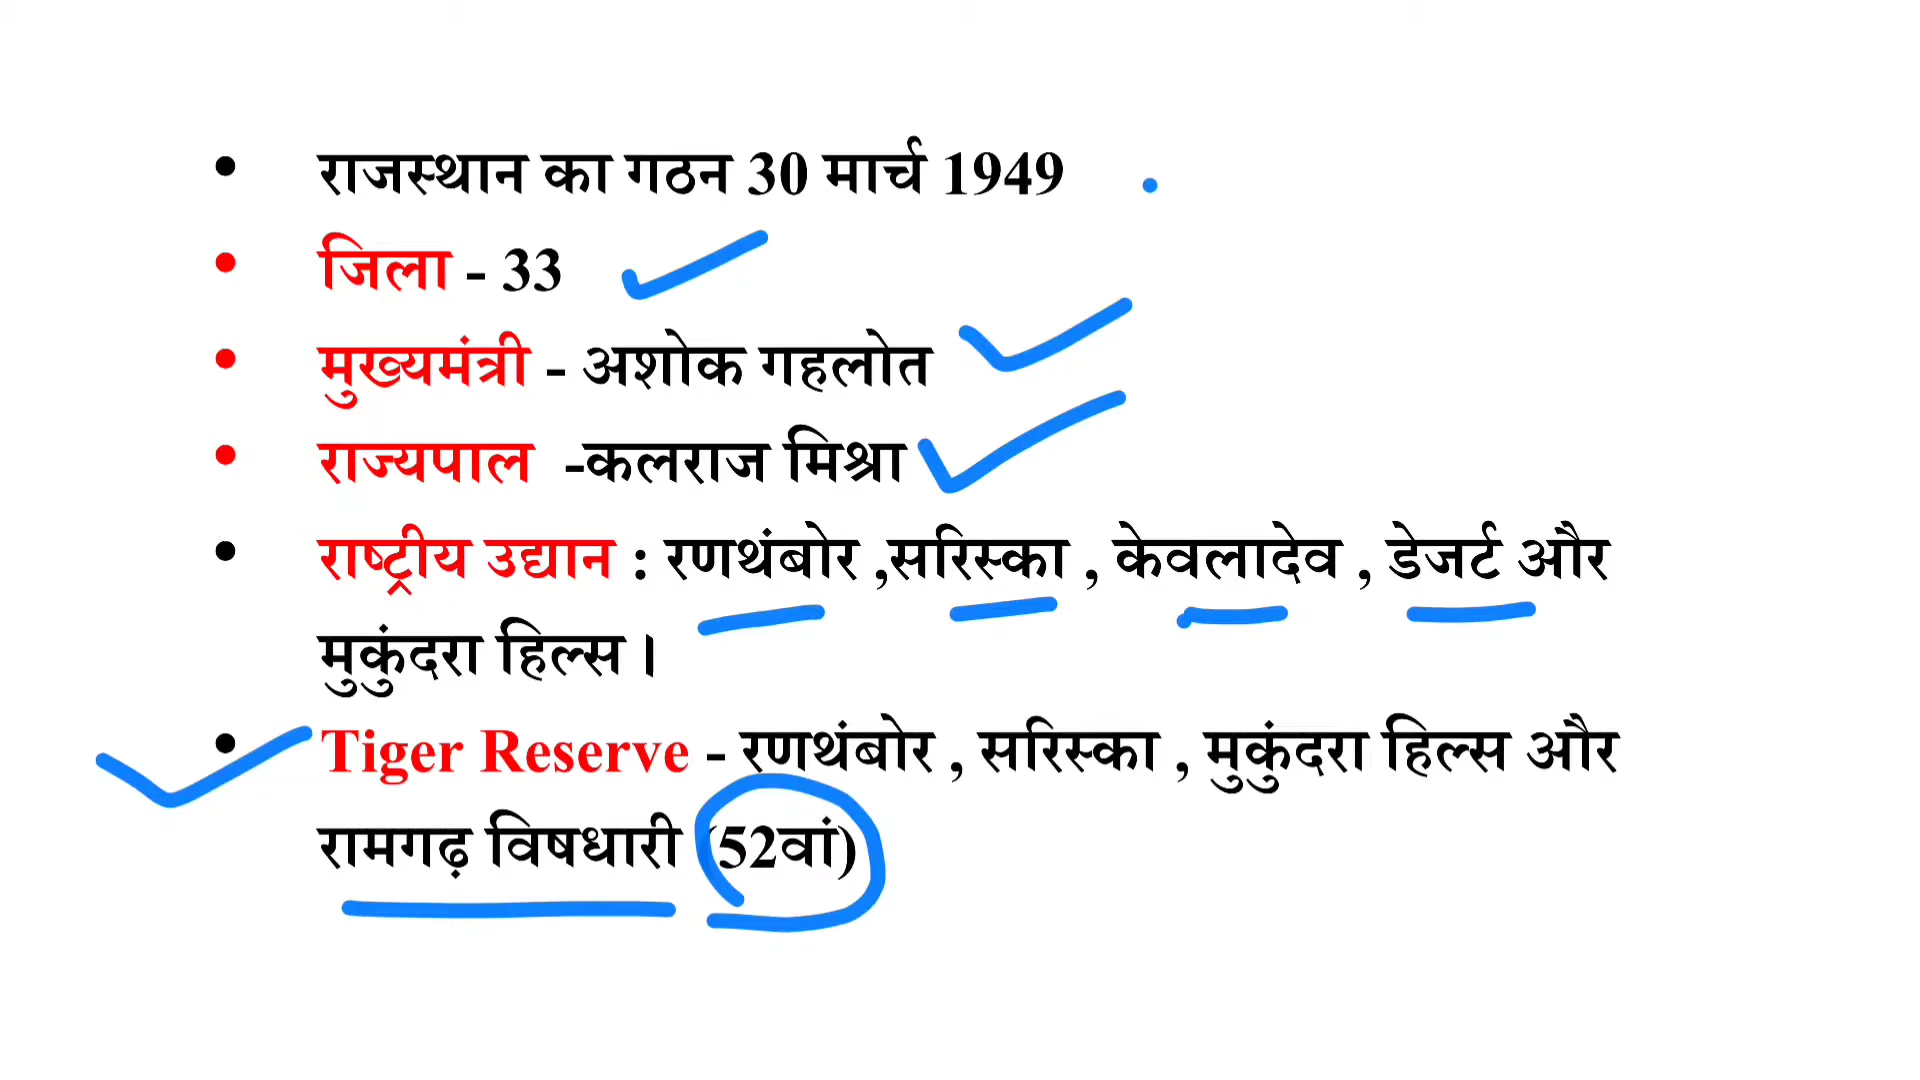 • राजस्थान का गठन 30 मार्च 1949
• जिला - 33
• मुख्यमंत्री - अशोक गहलोत
• राज्यपाल -कलराज मिश्रा
• राष्ट्रीय उद्यान : रणथंबोर ,सरिस्का , केवलादेव , डेजर्ट और
मुकुंदरा हिल्स ।
• Tiger Reserve - रणथंबोर , सरिस्का , मुकुंदरा हिल्स और
रामगढ़ विषधारी (52वां)